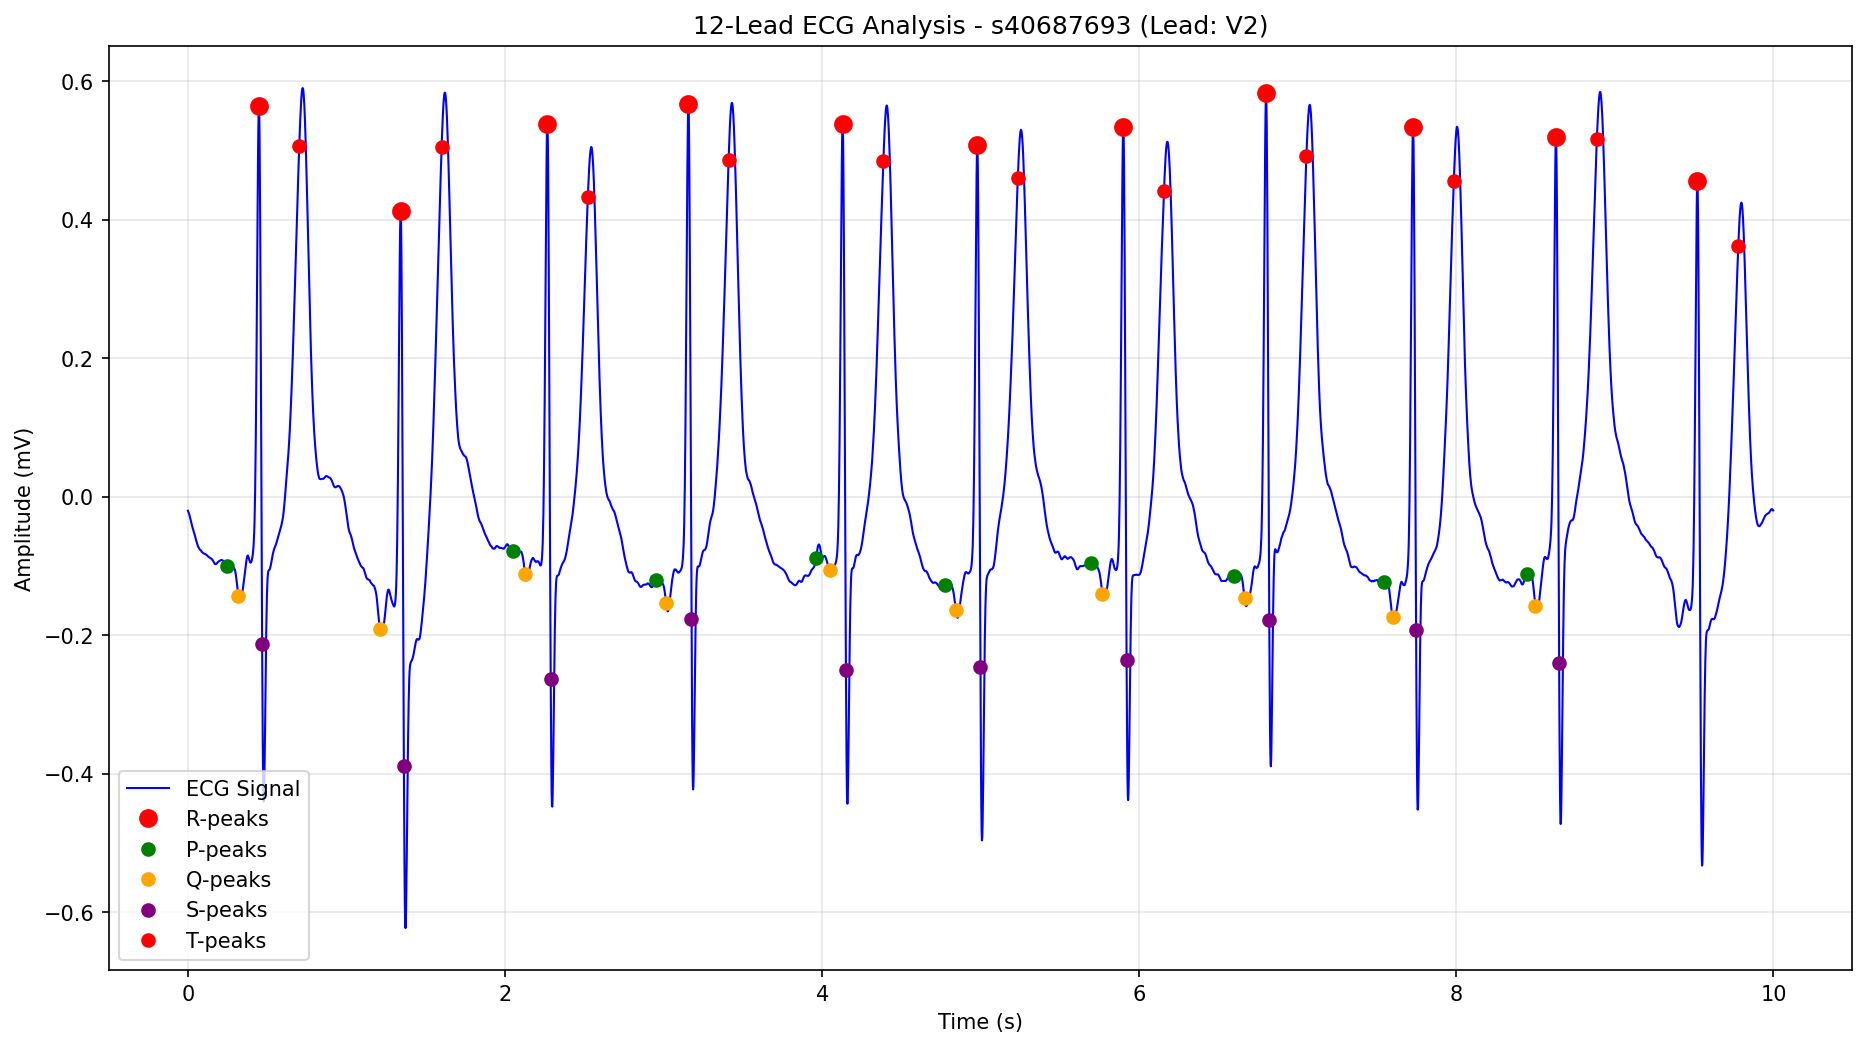 12-Lead ECG Analysis - s40687693 (Lead: V2)
Amplitude (mV)
0.6
0.4
0.2
0.0
−0.2
−0.4
−0.6
ECG Signal
R-peaks
P-peaks
Q-peaks
S-peaks
T-peaks
0 2 4 6 8 10
Time (s)